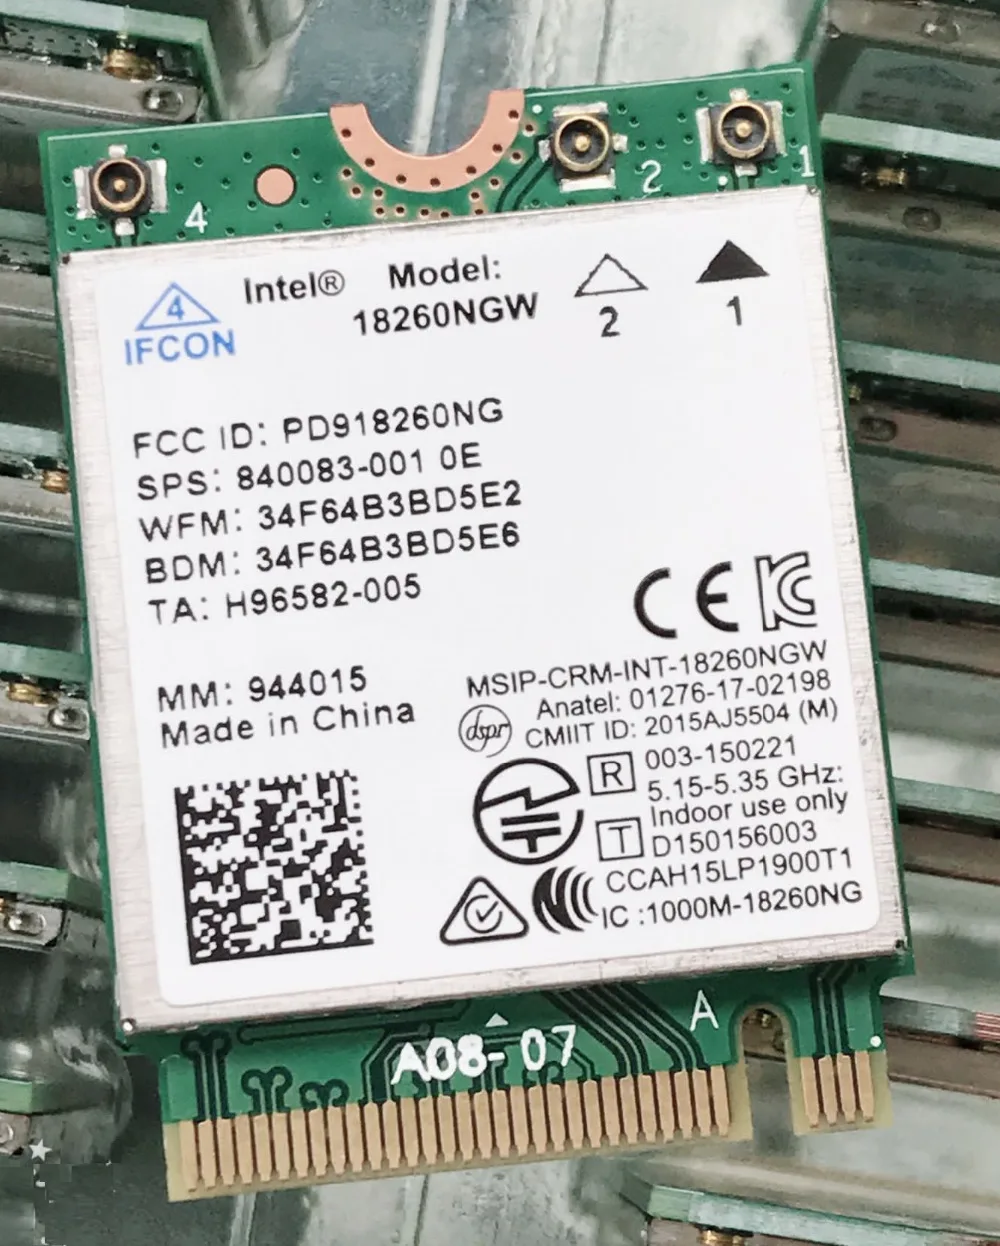 4
2
1
4
IFCON
Intel® Model:
18260NGW
2
1
FCC ID: PD918260NG
SPS: 840083-001 0E
WFM: 34F64B3BD5E2
BDM: 34F64B3BD5E6
TA: H96582-005
MM: 944015
Made in China
CE KC
MSIP-CRM-INT-18260NGW
Anatel: 01276-17-02198
dspr CMIIT ID: 2015AJ5504 (M)
R 003-150221
5.15-5.35 GHz:
Indoor use only
T D150156003
CCAH15LP1900T1
IC :1000M-18260NG
A
A08- 07